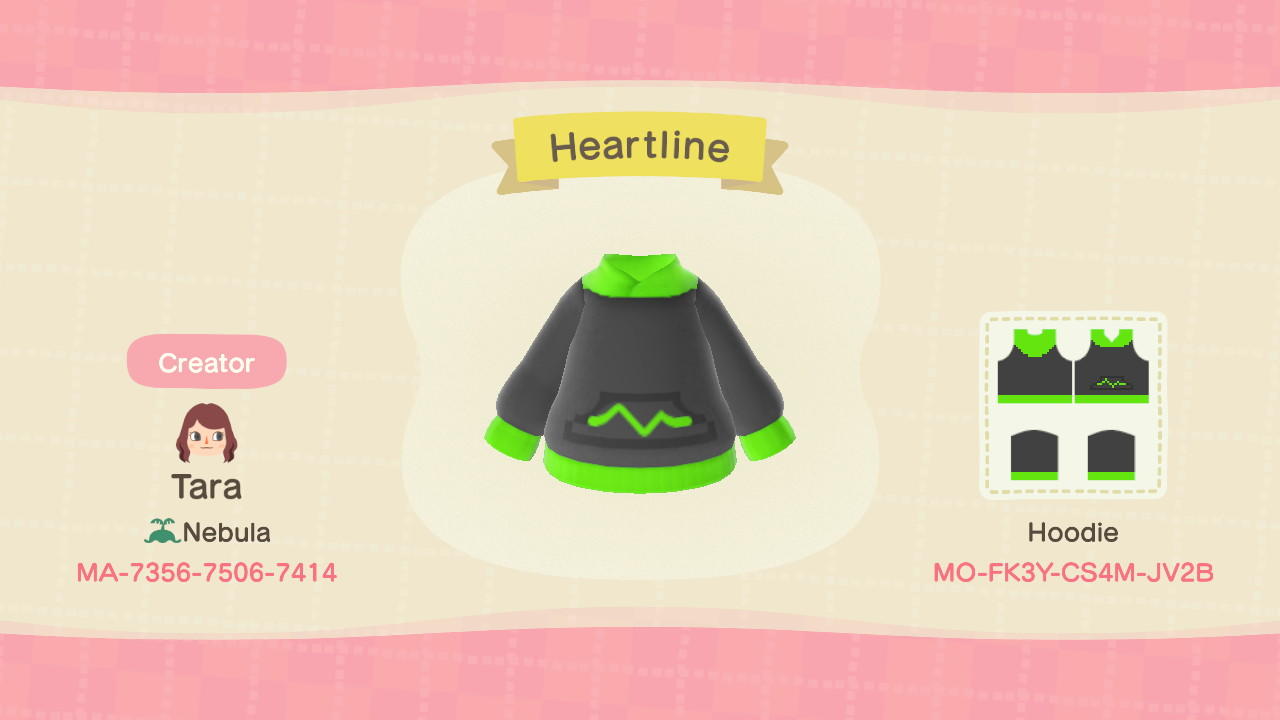 Heartline
Creator
Tara
Nebula
MA-7356-7506-7414
Hoodie
MO-FK3Y-CS4M-JV2B